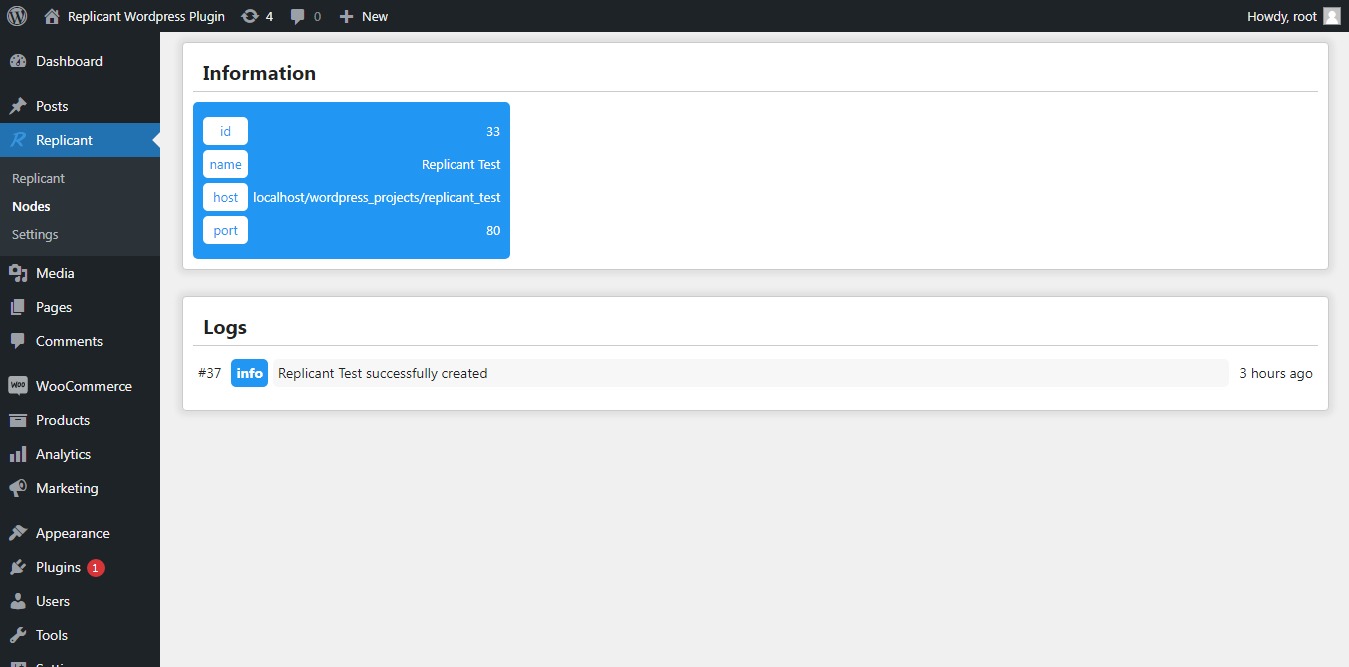 Replicant Wordpress Plugin 4 0 New Howdy, root
Dashboard
Posts
Replicant
Replicant
Nodes
Settings
Media
Pages
Comments
WooCommerce
Products
Analytics
Marketing
Appearance
Plugins 1
Users
Tools
Information
id 33
name Replicant Test
host localhost/wordpress_projects/replicant_test
port 80
Logs
#37 info Replicant Test successfully created 3 hours ago